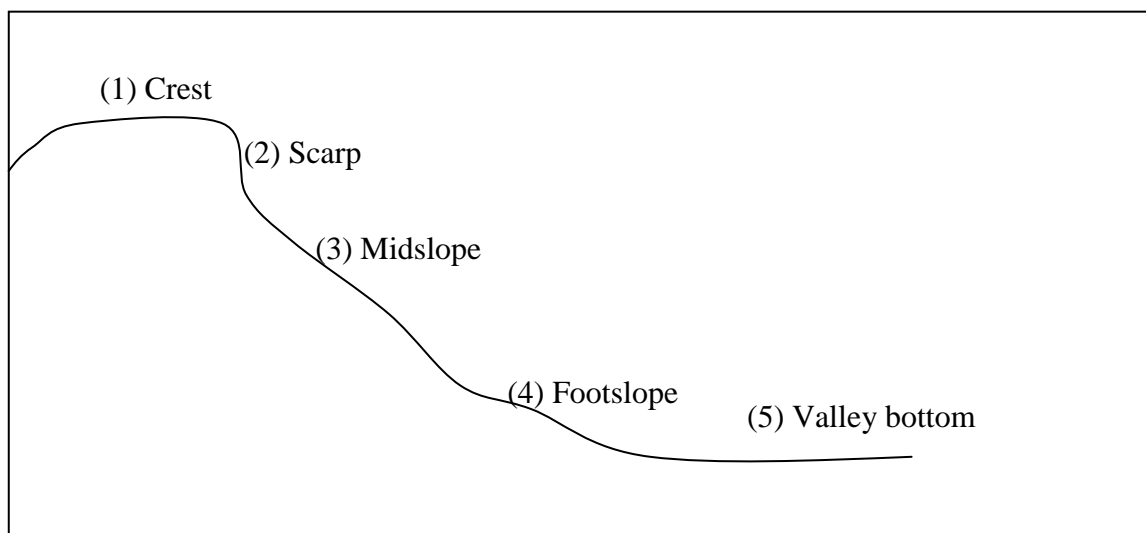 (1) Crest
(2) Scarp
(3) Midslope
(4) Footslope
(5) Valley bottom